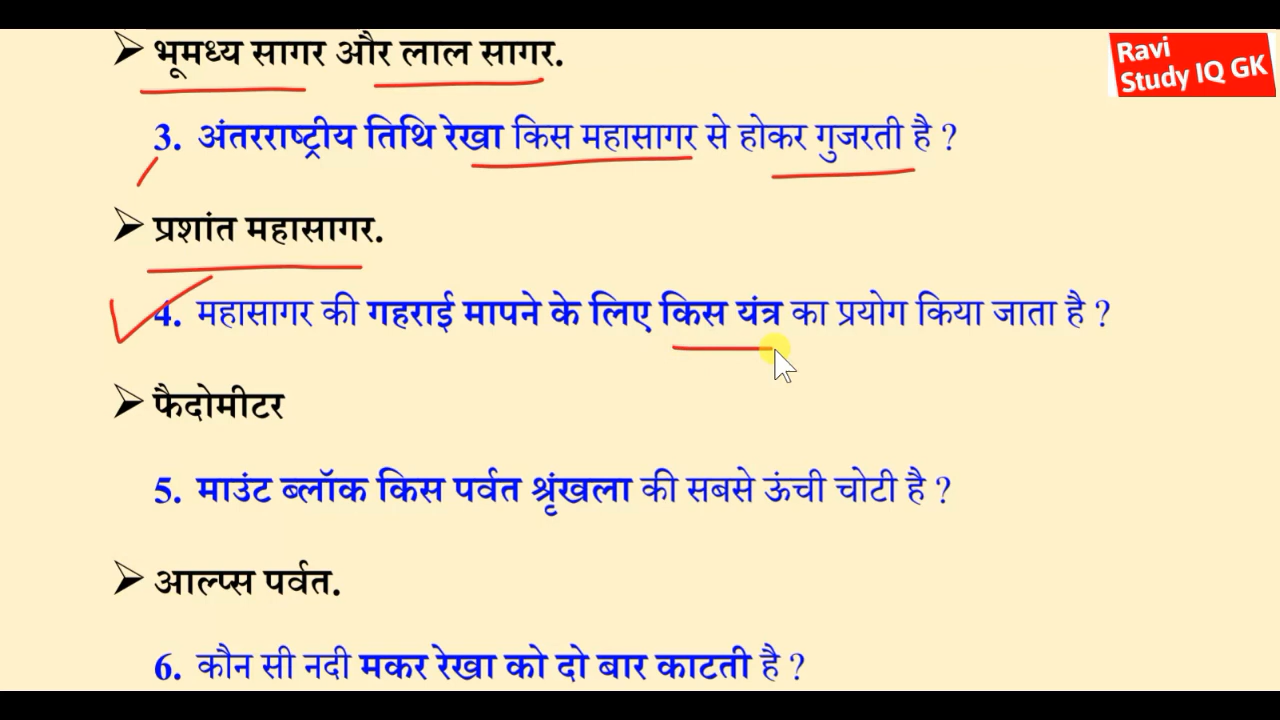 Ravi
Study IQ GK
➢ भूमध्य सागर और लाल सागर.
3. अंतरराष्ट्रीय तिथि रेखा किस महासागर से होकर गुजरती है ?
➢ प्रशांत महासागर.
4. महासागर की गहराई मापने के लिए किस यंत्र का प्रयोग किया जाता है ?
➢ फैदोमीटर
5. माउंट ब्लॉक किस पर्वत श्रृंखला की सबसे ऊंची चोटी है ?
➢ आल्प्स पर्वत.
6. कौन सी नदी मकर रेखा को दो बार काटती है ?